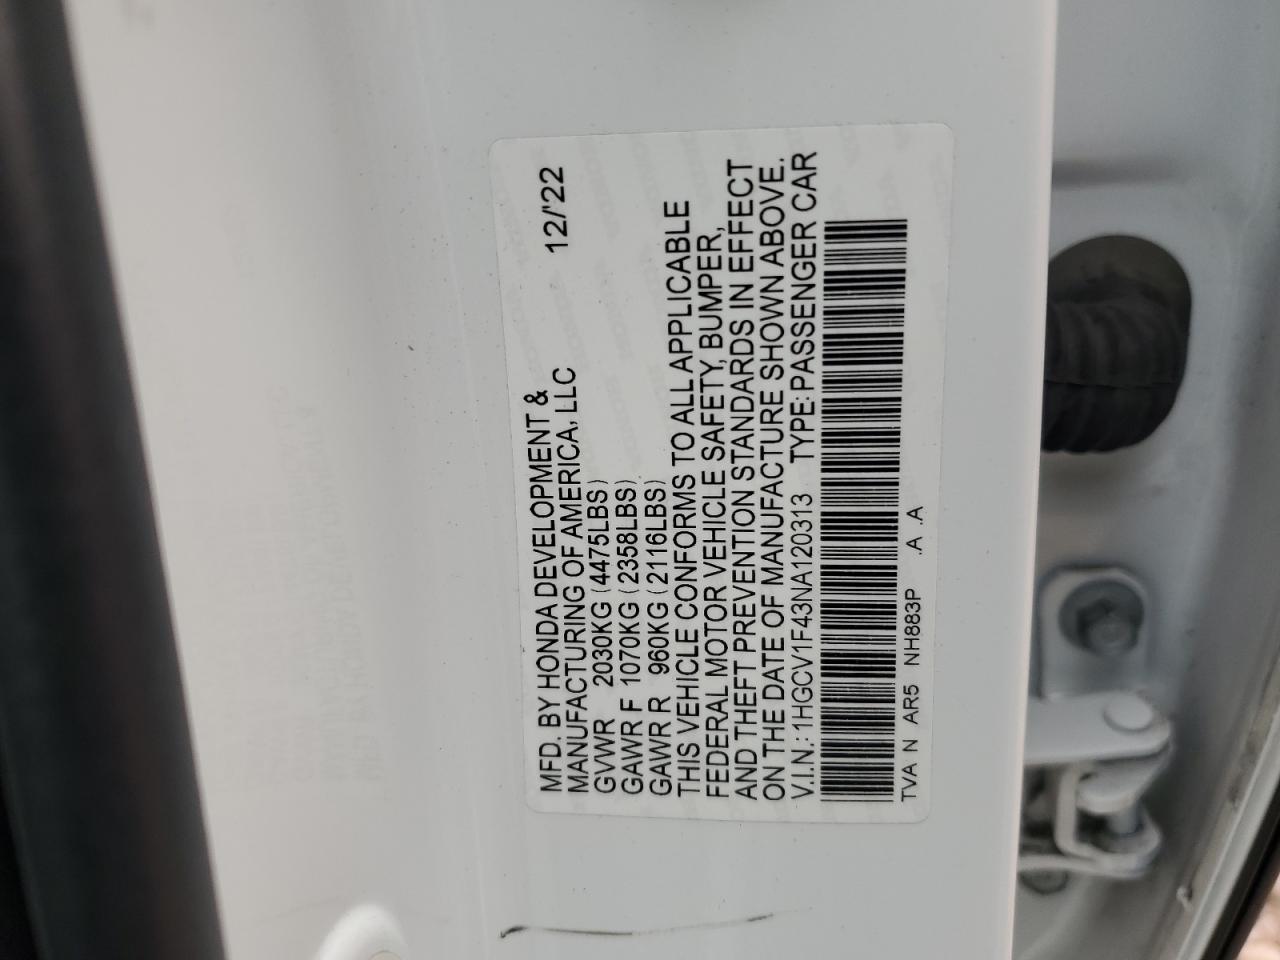 MFD. BY HONDA DEVELOPMENT &
MANUFACTURING OF AMERICA, LLC 12/'22
GVWR 2030KG (4475LBS)
GAWR F 1070KG (2358LBS)
GAWR R 960KG (2116LBS)
THIS VEHICLE CONFORMS TO ALL APPLICABLE
FEDERAL MOTOR VEHICLE SAFETY, BUMPER,
AND THEFT PREVENTION STANDARDS IN EFFECT
ON THE DATE OF MANUFACTURE SHOWN ABOVE.
V.I.N.: 1HGCV1F43NA120313 TYPE: PASSENGER CAR
TVA N AR5 NH883P .A .A